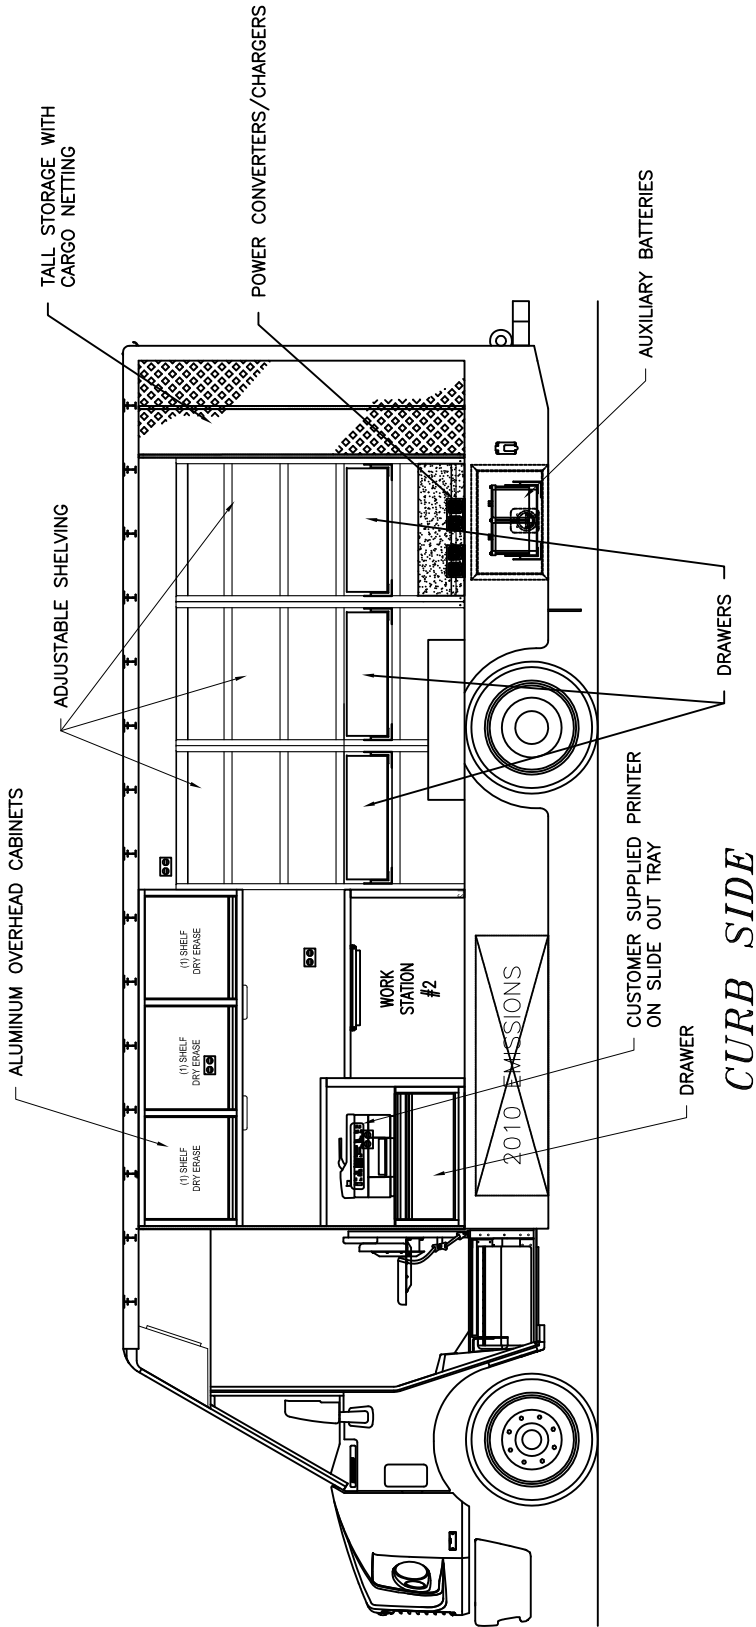 ALUMINUM OVERHEAD CABINETS
ADJUSTABLE SHELVING
TALL STORAGE WITH
CARGO NETTING
POWER CONVERTERS/CHARGERS
(1) SHELF
DRY ERASE
(1) SHELF
DRY ERASE
(1) SHELF
DRY ERASE
WORK
STATION
#2
2010 EMISSIONS
DRAWER
CUSTOMER SUPPLIED PRINTER
ON SLIDE OUT TRAY
DRAWERS
AUXILIARY BATTERIES
CURB SIDE